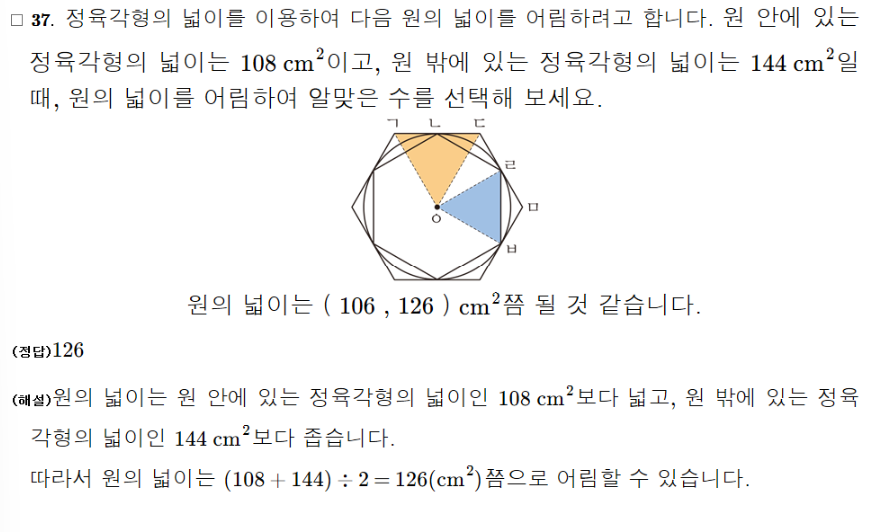 □ 37. 정육각형의 넓이를 이용하여 다음 원의 넓이를 어림하려고 합니다. 원 안에 있는
정육각형의 넓이는 108 cm²이고, 원 밖에 있는 정육각형의 넓이는 144 cm²일
때, 원의 넓이를 어림하여 알맞은 수를 선택해 보세요.
ㄱ ㄴ ㄷ
ㄹ
ㅁ
ㅇ
ㅂ
원의 넓이는 ( 106 , 126 ) cm²쯤 될 것 같습니다.
(정답)126
(해설)원의 넓이는 원 안에 있는 정육각형의 넓이인 108 cm²보다 넓고, 원 밖에 있는 정육
각형의 넓이인 144 cm²보다 좁습니다.
따라서 원의 넓이는 (108 + 144) ÷ 2 = 126(cm²)쯤으로 어림할 수 있습니다.